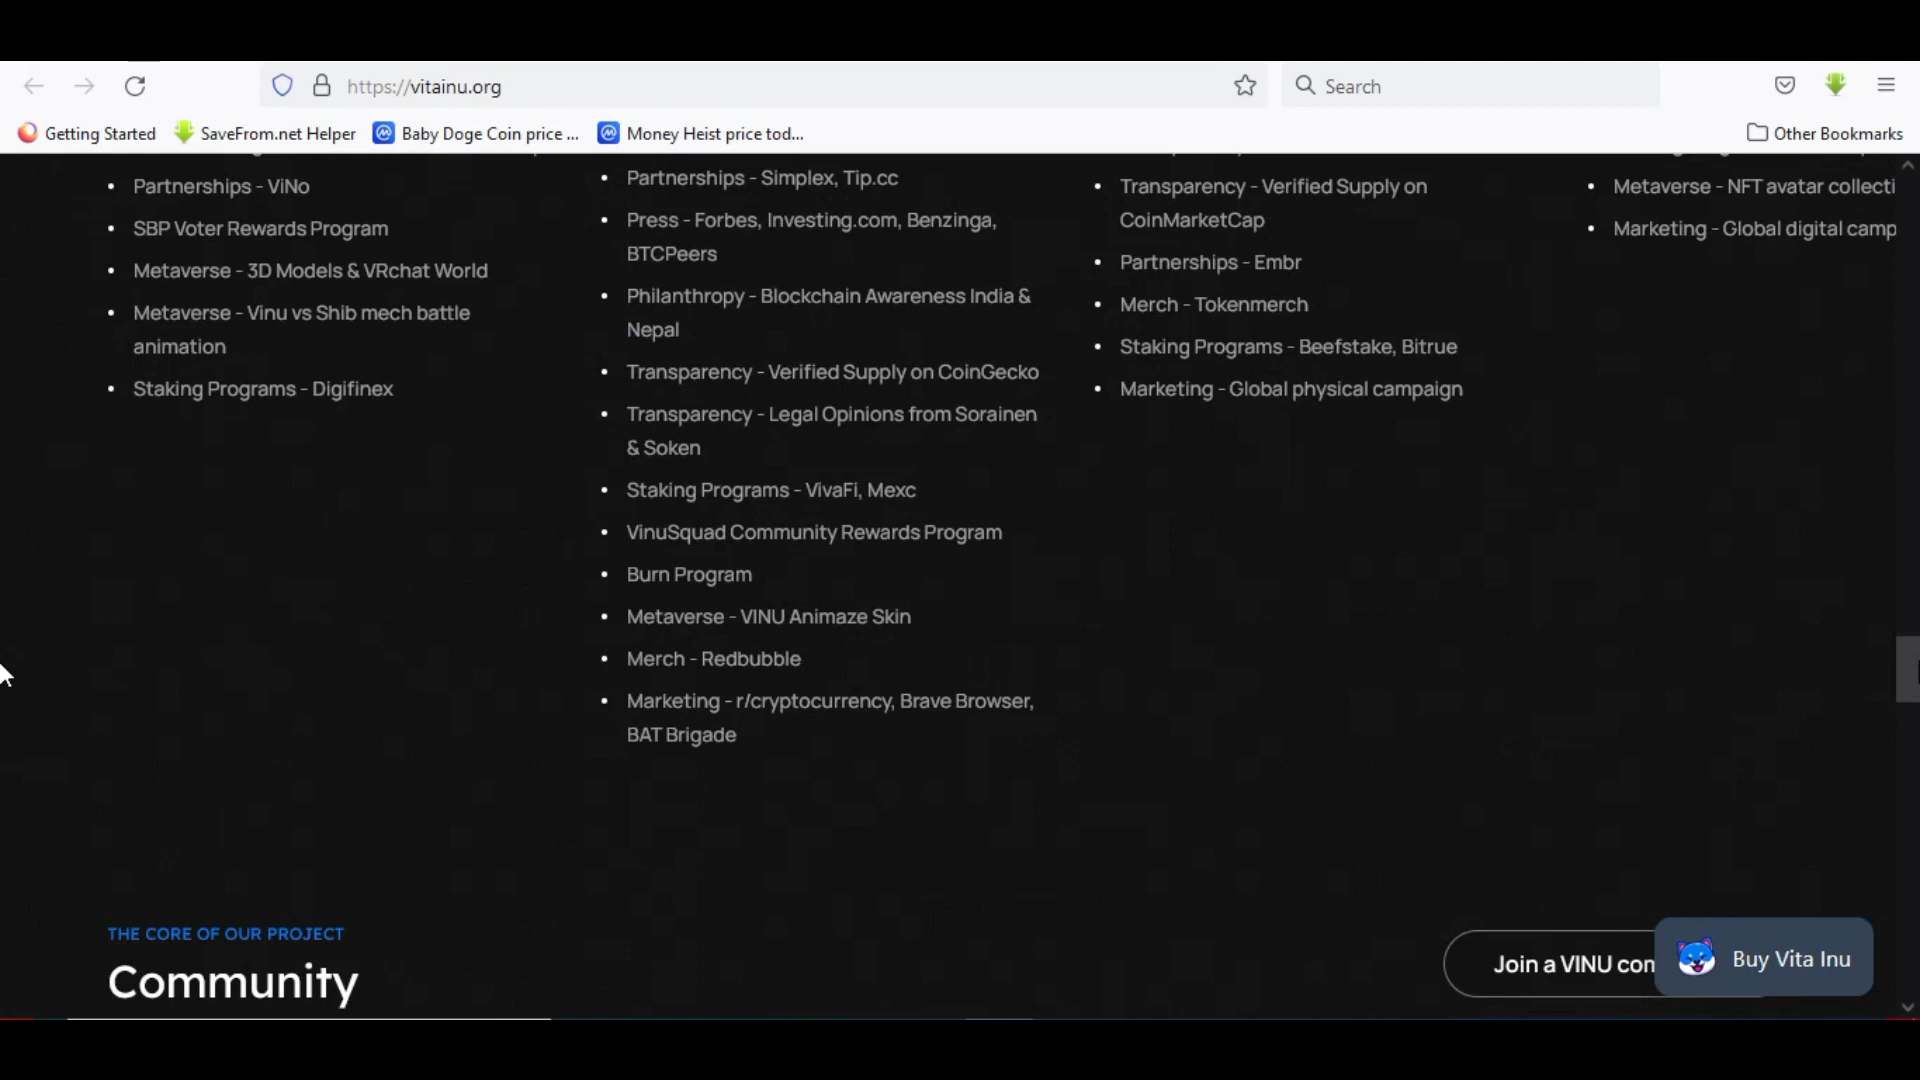 https://vitainu.org
Search
Getting Started
SaveFrom.net Helper
Baby Doge Coin price ...
Money Heist price tod...
Other Bookmarks
Partnerships - ViNo
SBP Voter Rewards Program
Metaverse - 3D Models & VRchat World
Metaverse - Vinu vs Shib mech battle
animation
Staking Programs - Digifinex
Partnerships - Simplex, Tip.cc
Press - Forbes, Investing.com, Benzinga,
BTCPeers
Philanthropy - Blockchain Awareness India &
Nepal
Transparency - Verified Supply on CoinGecko
Transparency - Legal Opinions from Sorainen
& Soken
Staking Programs - VivaFi, Mexc
VinuSquad Community Rewards Program
Burn Program
Metaverse - VINU Animaze Skin
Merch - Redbubble
Marketing - r/cryptocurrency, Brave Browser,
BAT Brigade
Transparency - Verified Supply on
CoinMarketCap
Partnerships - Embr
Merch - Tokenmerch
Staking Programs - Beefstake, Bitrue
Marketing - Global physical campaign
Metaverse - NFT avatar collecti
Marketing - Global digital camp
THE CORE OF OUR PROJECT
Community
Join a VINU com
Buy Vita Inu